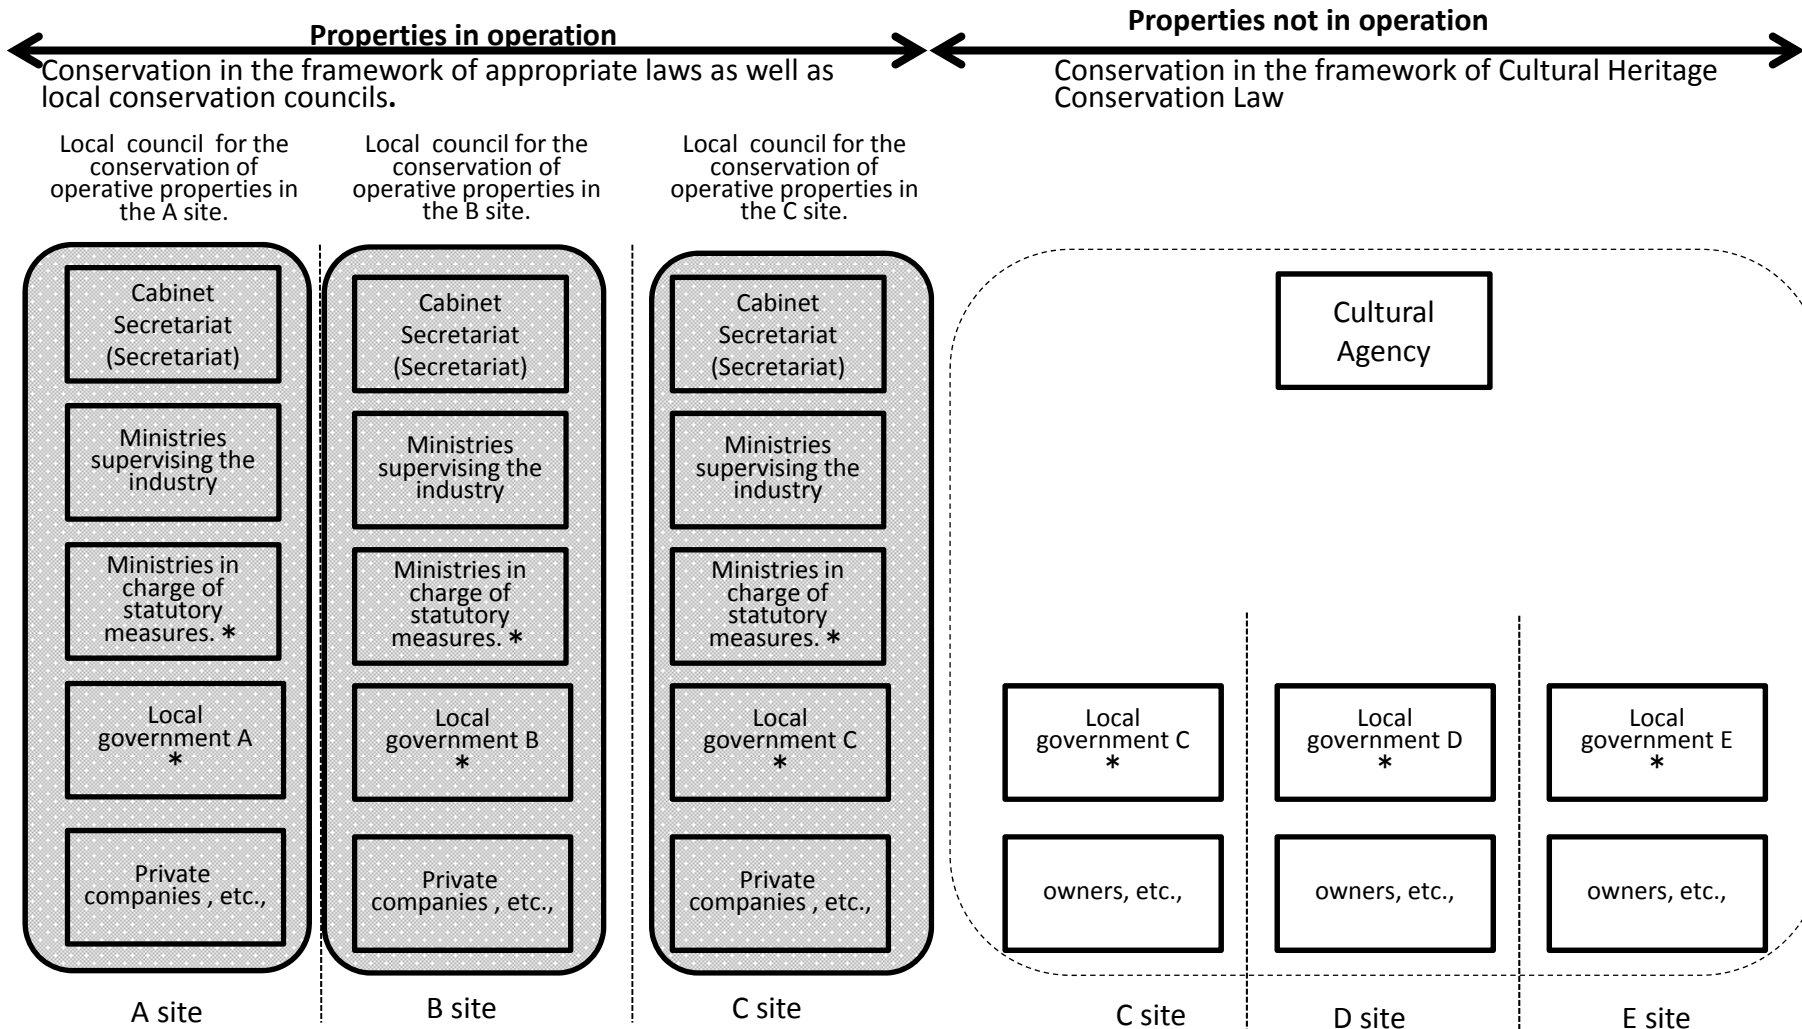 Properties in operation
Conservation in the framework of appropriate laws as well as
local conservation councils.
Properties not in operation
Conservation in the framework of Cultural Heritage
Conservation Law
Local council for the
conservation of
operative properties in
the A site.
Local council for the
conservation of
operative properties in
the B site.
Local council for the
conservation of
operative properties in
the C site.
Cabinet
Secretariat
(Secretariat)
Ministries
supervising the
industry
Ministries in
charge of
statutory
measures. *
Local
government A
*
Private
companies , etc.,
A site
Cabinet
Secretariat
(Secretariat)
Ministries
supervising the
industry
Ministries in
charge of
statutory
measures. *
Local
government B
*
Private
companies , etc.,
B site
Cabinet
Secretariat
(Secretariat)
Ministries
supervising the
industry
Ministries in
charge of
statutory
measures. *
Local
government C
*
Private
companies , etc.,
C site
Cultural
Agency
Local
government C
*
owners, etc.,
C site
Local
government D
*
owners, etc.,
D site
Local
government E
*
owners, etc.,
E site